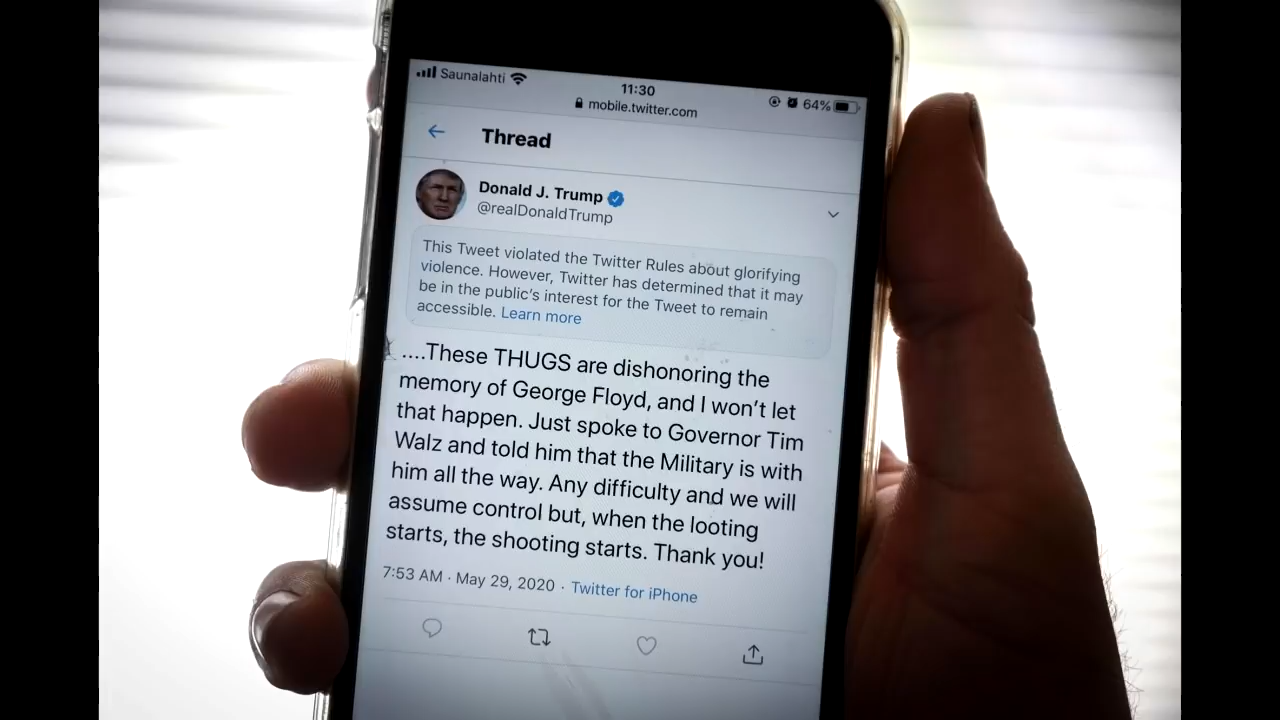 Saunalahti
11:30
64%
mobile.twitter.com
Thread
Donald J. Trump
@realDonaldTrump
This Tweet violated the Twitter Rules about glorifying
violence. However, Twitter has determined that it may
be in the public's interest for the Tweet to remain
accessible. Learn more
....These THUGS are dishonoring the
memory of George Floyd, and I won't let
that happen. Just spoke to Governor Tim
Walz and told him that the Military is with
him all the way. Any difficulty and we will
assume control but, when the looting
starts, the shooting starts. Thank you!
7:53 AM · May 29, 2020 · Twitter for iPhone